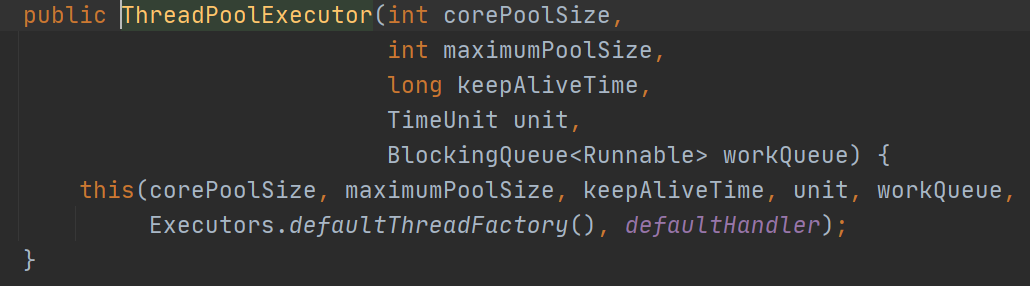 public ThreadPoolExecutor(int corePoolSize,
int maximumPoolSize,
long keepAliveTime,
TimeUnit unit,
BlockingQueue<Runnable> workQueue) {
this(corePoolSize, maximumPoolSize, keepAliveTime, unit, workQueue,
Executors.defaultThreadFactory(), defaultHandler);
}